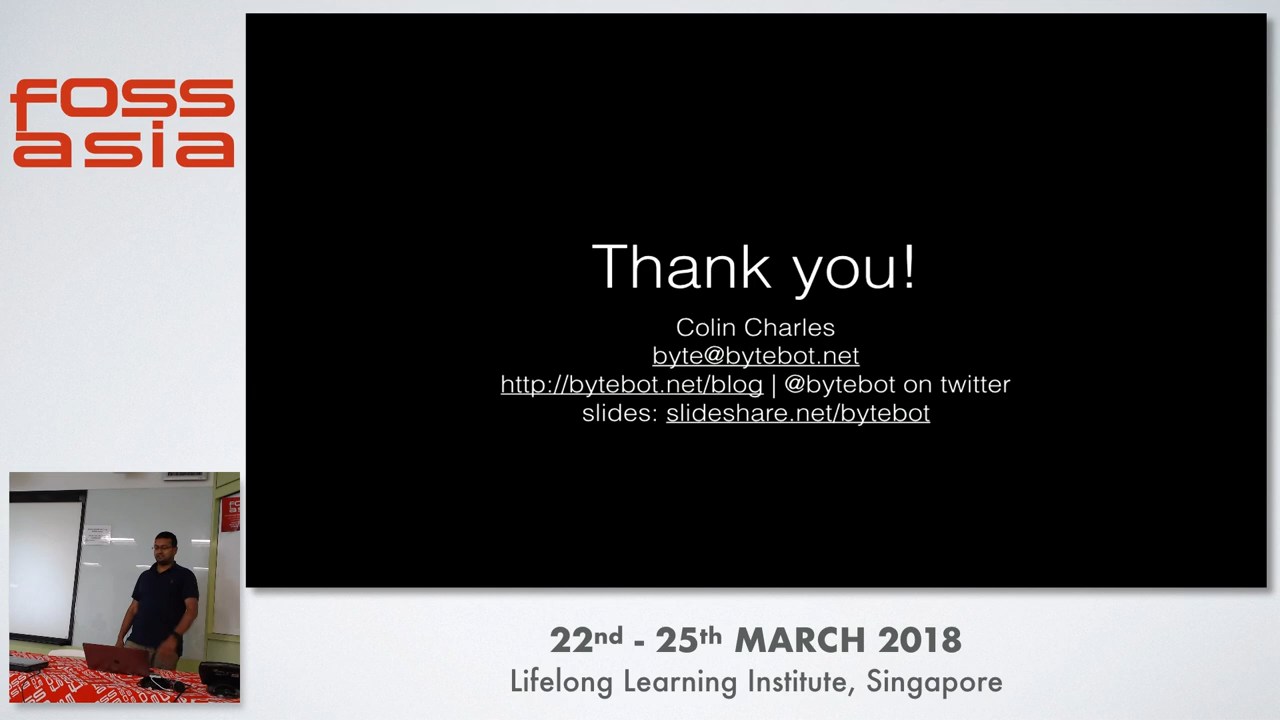 foss
asia
Thank you!
Colin Charles
byte@bytebot.net
http://bytebot.net/blog | @bytebot on twitter
slides: slideshare.net/bytebot
22nd - 25th MARCH 2018
Lifelong Learning Institute, Singapore